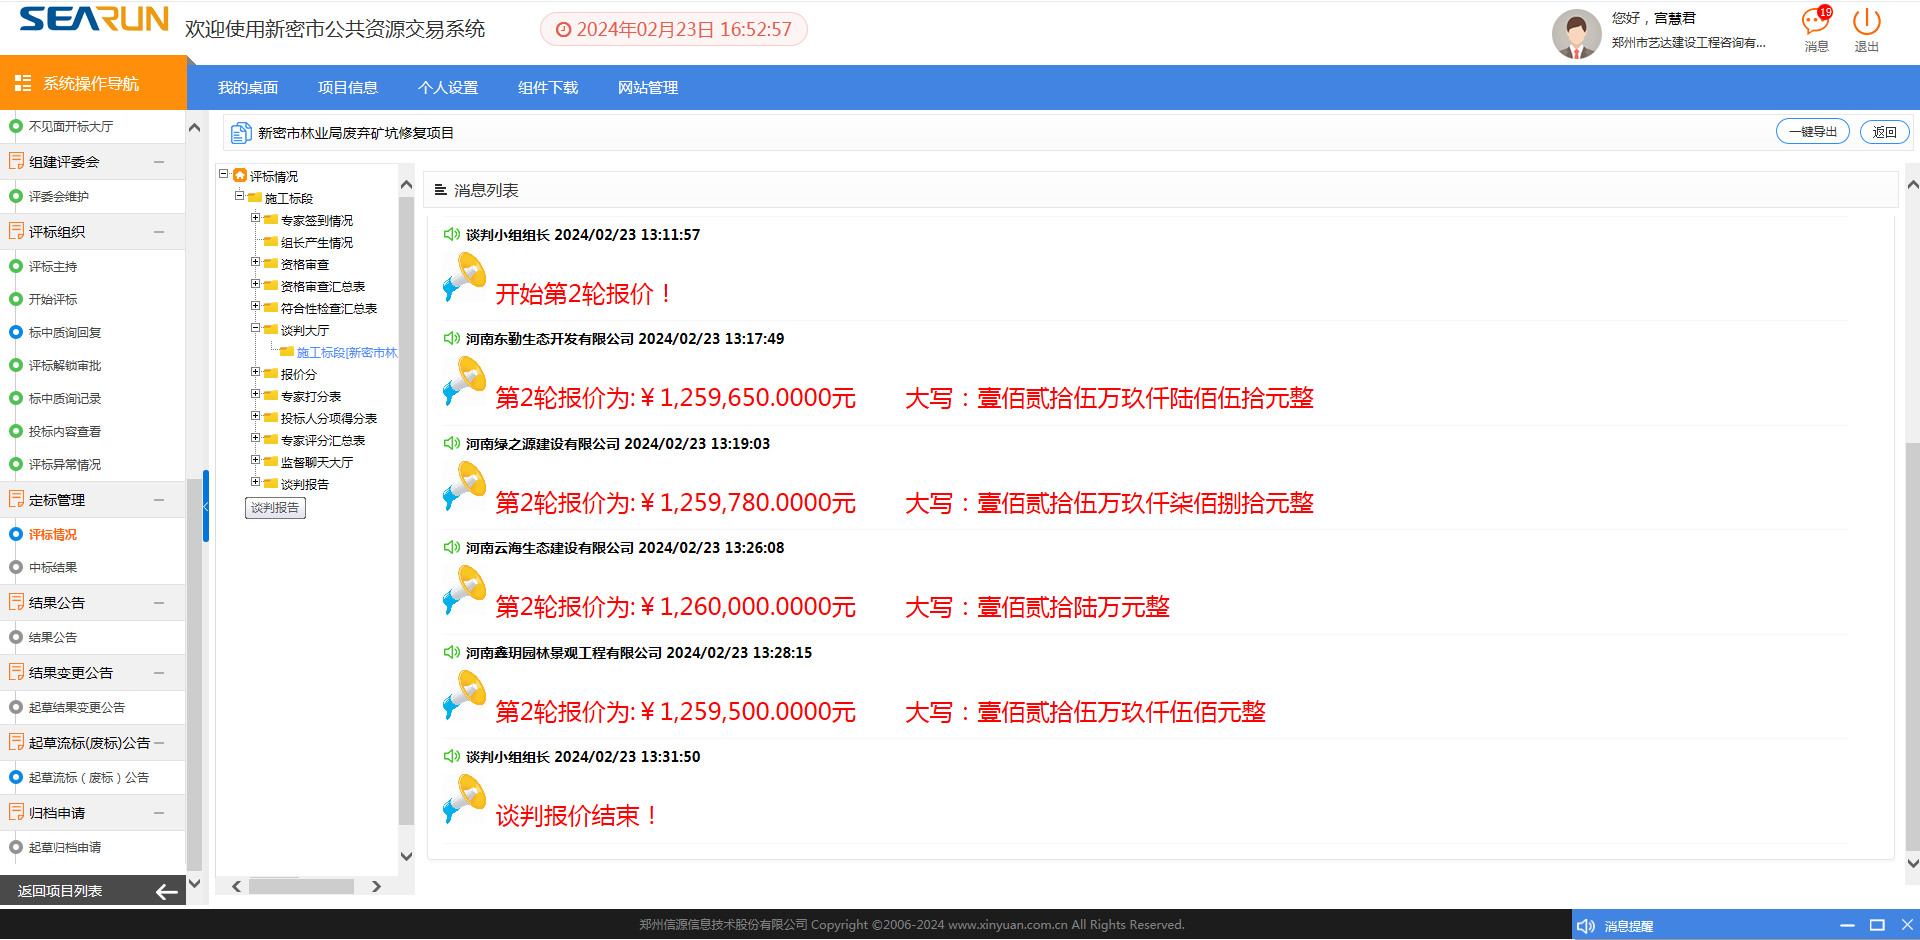 SEARUN
欢迎使用新密市公共资源交易系统
2024年02月23日 16:52:57
您好，宫慧君
郑州市艺达建设工程咨询有...
19
消息
退出
系统操作导航
我的桌面 项目信息 个人设置 组件下载 网站管理
不见面开标大厅
组建评委会
评委会维护
评标组织
评标主持
开始评标
标中质询回复
评标解锁审批
标中质询记录
投标内容查看
评标异常情况
定标管理
评标情况
中标结果
结果公告
结果公告
结果变更公告
起草结果变更公告
起草流标(废标)公告
起草流标（废标）公告
归档申请
起草归档申请
返回项目列表
新密市林业局废弃矿坑修复项目
一键导出
返回
评标情况
施工标段
专家签到情况
组长产生情况
资格审查
资格审查汇总表
符合性检查汇总表
谈判大厅
施工标段[新密市林
报价分
专家打分表
投标人分项得分表
专家评分汇总表
监督聊天大厅
谈判报告
谈判报告
消息列表
谈判小组组长 2024/02/23 13:11:57
开始第2轮报价！
河南东勤生态开发有限公司 2024/02/23 13:17:49
第2轮报价为:￥1,259,650.0000元 大写：壹佰贰拾伍万玖仟陆佰伍拾元整
河南绿之源建设有限公司 2024/02/23 13:19:03
第2轮报价为:￥1,259,780.0000元 大写：壹佰贰拾伍万玖仟柒佰捌拾元整
河南云海生态建设有限公司 2024/02/23 13:26:08
第2轮报价为:￥1,260,000.0000元 大写：壹佰贰拾陆万元整
河南鑫玥园林景观工程有限公司 2024/02/23 13:28:15
第2轮报价为:￥1,259,500.0000元 大写：壹佰贰拾伍万玖仟伍佰元整
谈判小组组长 2024/02/23 13:31:50
谈判报价结束！
郑州信源信息技术股份有限公司 Copyright ©2006-2024 www.xinyuan.com.cn All Rights Reserved.
消息提醒